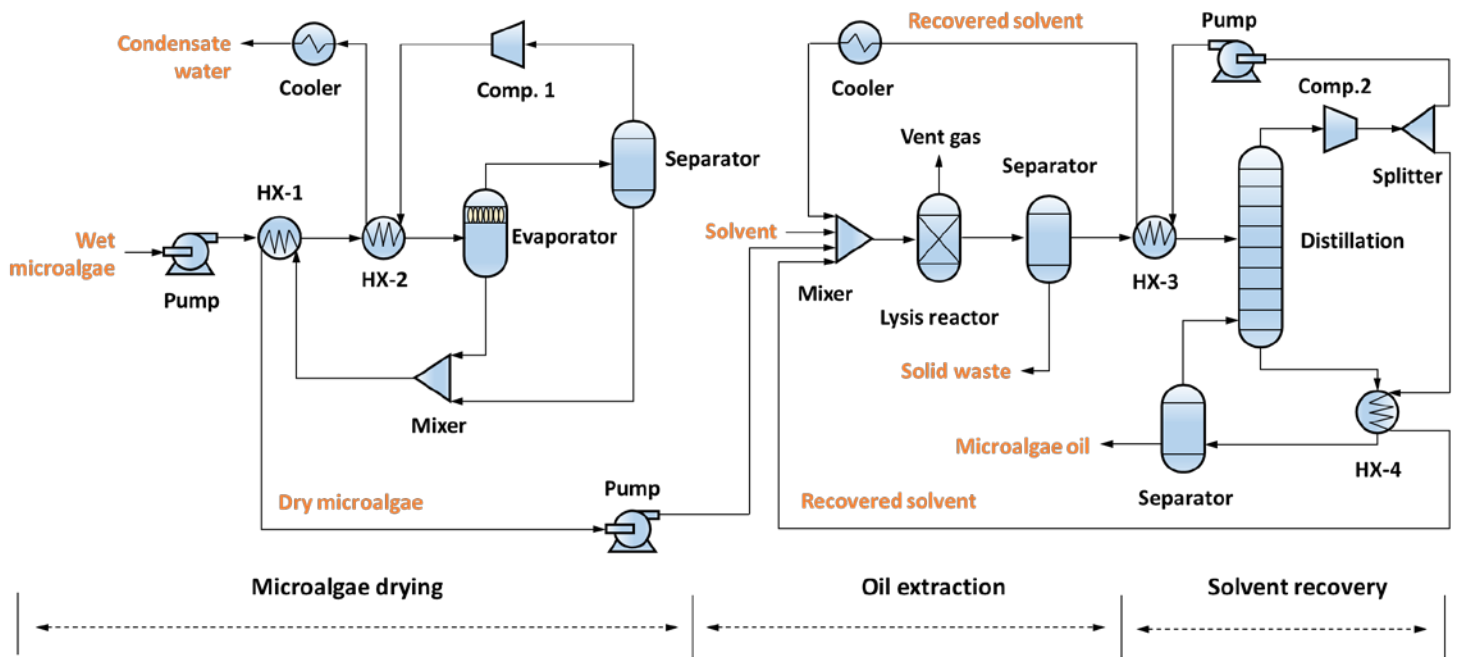 Condensate
water
Cooler
Comp. 1
Separator
HX-1
HX-2
Evaporator
Wet
microalgae
Pump
Mixer
Dry microalgae
Pump
Recovered solvent
Pump
Cooler
Comp.2
Vent gas
Separator
Splitter
Solvent
Distillation
Mixer
HX-3
Lysis reactor
Solid waste
Microalgae oil
HX-4
Separator
Recovered solvent
Microalgae drying
Oil extraction
Solvent recovery